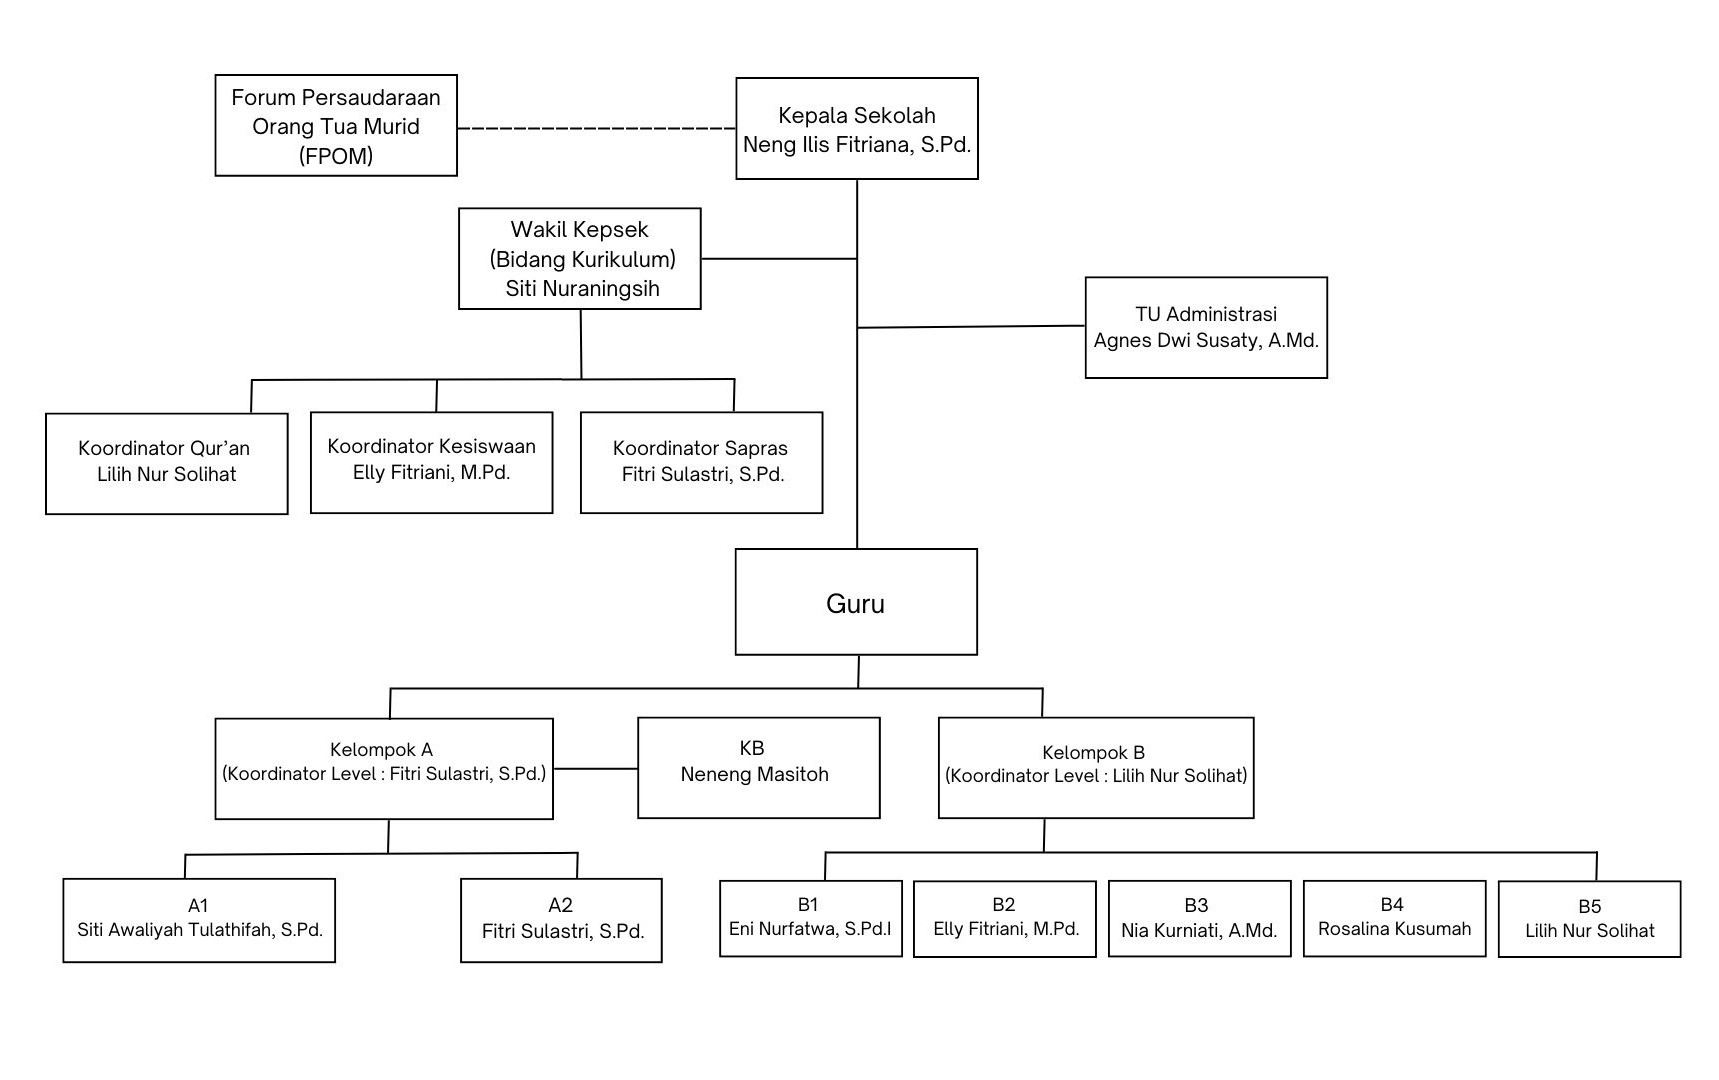 Forum Persaudaraan
Orang Tua Murid
(FPOM)
Kepala Sekolah
Neng Ilis Fitriana, S.Pd.
Wakil Kepsek
(Bidang Kurikulum)
Siti Nuraningsih
TU Administrasi
Agnes Dwi Susaty, A.Md.
Koordinator Qur’an
Lilih Nur Solihat
Koordinator Kesiswaan
Elly Fitriani, M.Pd.
Koordinator Sapras
Fitri Sulastri, S.Pd.
Guru
Kelompok A
(Koordinator Level : Fitri Sulastri, S.Pd.)
KB
Neneng Masitoh
Kelompok B
(Koordinator Level : Lilih Nur Solihat)
A1
Siti Awaliyah Tulathifah, S.Pd.
A2
Fitri Sulastri, S.Pd.
B1
Eni Nurfatwa, S.Pd.I
B2
Elly Fitriani, M.Pd.
B3
Nia Kurniati, A.Md.
B4
Rosalina Kusumah
B5
Lilih Nur Solihat